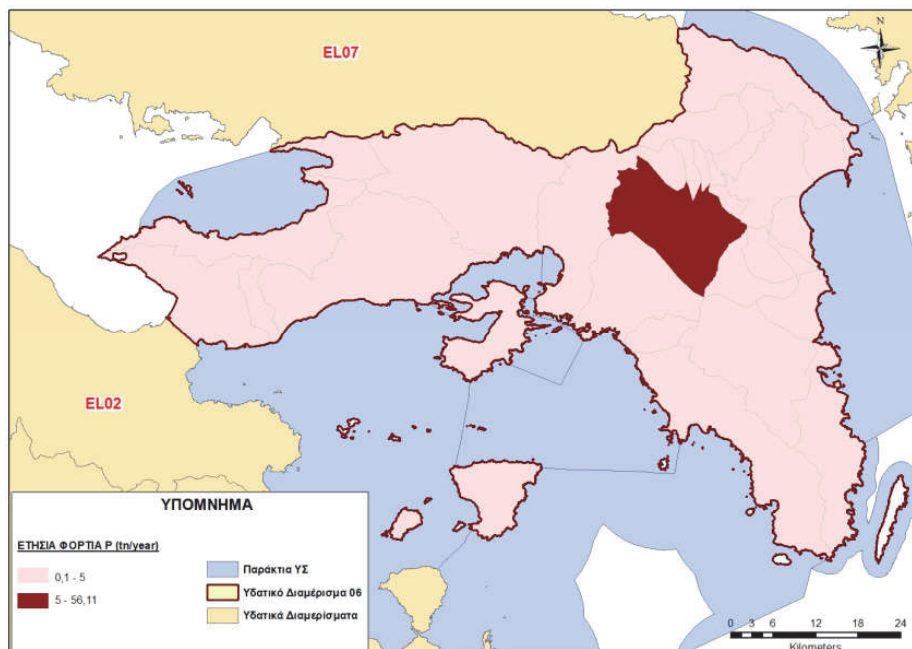 EL07
N
EL02
ΥΠΟΜΝΗΜΑ
ΕΤΗΣΙΑ ΦΟΡΤΙΑ P (tn/year)
0,1 - 5
5 - 56,11
Παράκτια ΥΣ
Υδατικό Διαμέρισμα 06
Υδατικά Διαμερίσματα
0 3 6 12 18 24
Kilometers